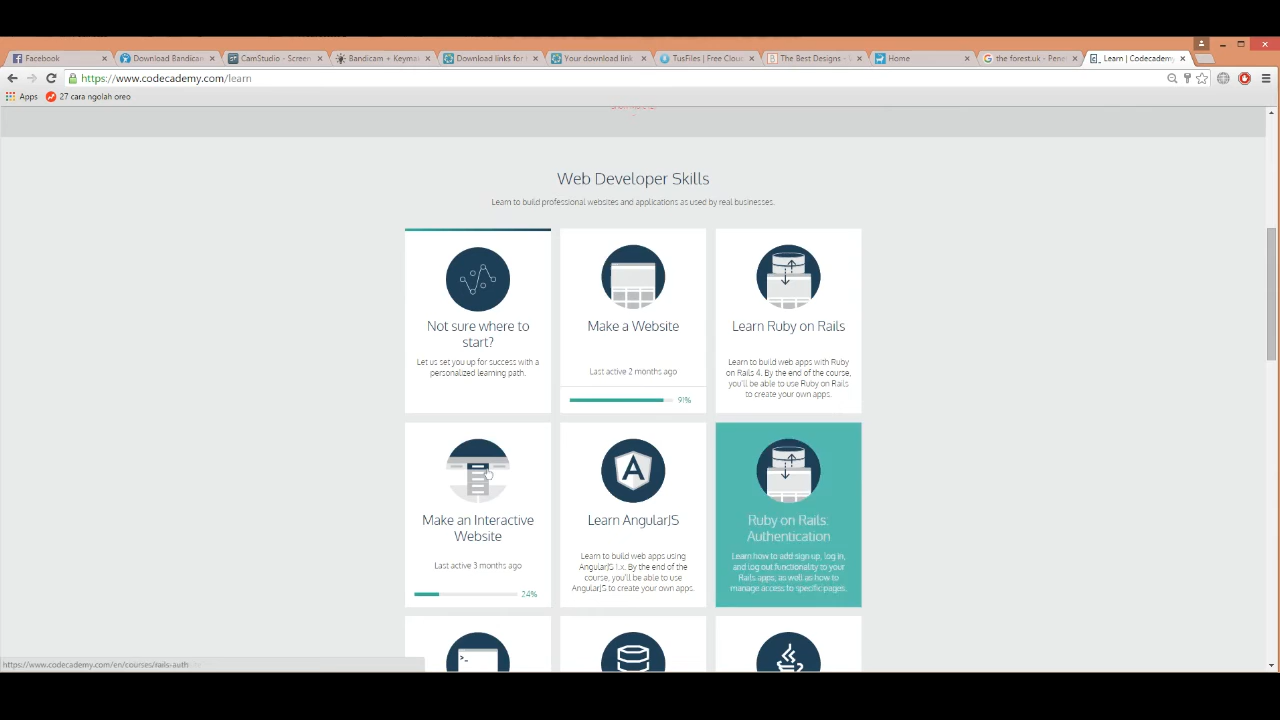 Facebook
Download Bandican
CamStudio - Screen
Bandicam + Keyma
Download links for
Your download link
TusFiles | Free Clou
The Best Designs -
Home
the forest.uk - Pene
Learn | Codecademy
https://www.codecademy.com/learn
Apps
27 cara ngolah oreo
Web Developer Skills
Learn to build professional websites and applications as used by real businesses.
Not sure where to
start?
Let us set you up for success with a
personalized learning path.
Make a Website
Last active 2 months ago
91%
Learn Ruby on Rails
Learn to build web apps with Ruby
on Rails 4. By the end of the course,
you'll be able to use Ruby on Rails
to create your own apps.
Make an Interactive
Website
Last active 3 months ago
24%
Learn AngularJS
Learn to build web apps using
AngularJS 1.x. By the end of the
course, you'll be able to use
AngularJS to create your own apps.
Ruby on Rails:
Authentication
Learn how to add sign up, log in,
and log out functionality to your
Rails apps, as well as how to
manage access to specific pages.
>_
https://www.codecademy.com/en/courses/rails-auth